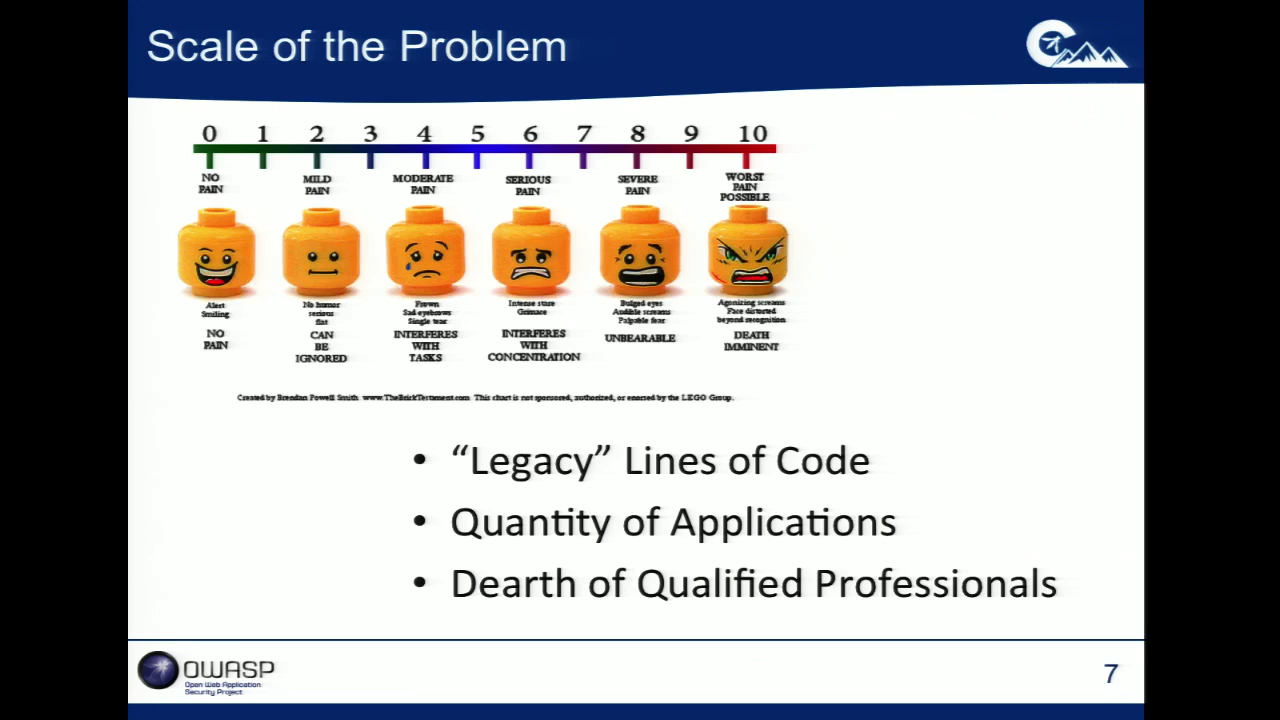 Scale of the Problem
0 1 2 3 4 5 6 7 8 9 10
NO PAIN
MILD PAIN
MODERATE PAIN
SERIOUS PAIN
SEVERE PAIN
WORST PAIN POSSIBLE
Alert
Smiling
No humor
serious
flat
Frown
Sad eyebrows
Single tear
Intense stare
Grimace
Bulged eyes
Audible screams
Palpable fear
Agonizing screams
Face distorted
beyond recognition
NO PAIN
CAN BE IGNORED
INTERFERES WITH TASKS
INTERFERES WITH CONCENTRATION
UNBEARABLE
DEATH IMMINENT
Created by Brendan Powell Smith www.TheBrickTestament.com This chart is not sponsored, authorized, or enorsed by the LEGO Group.
• “Legacy” Lines of Code
• Quantity of Applications
• Dearth of Qualified Professionals
OWASP
Open Web Application
Security Project
7